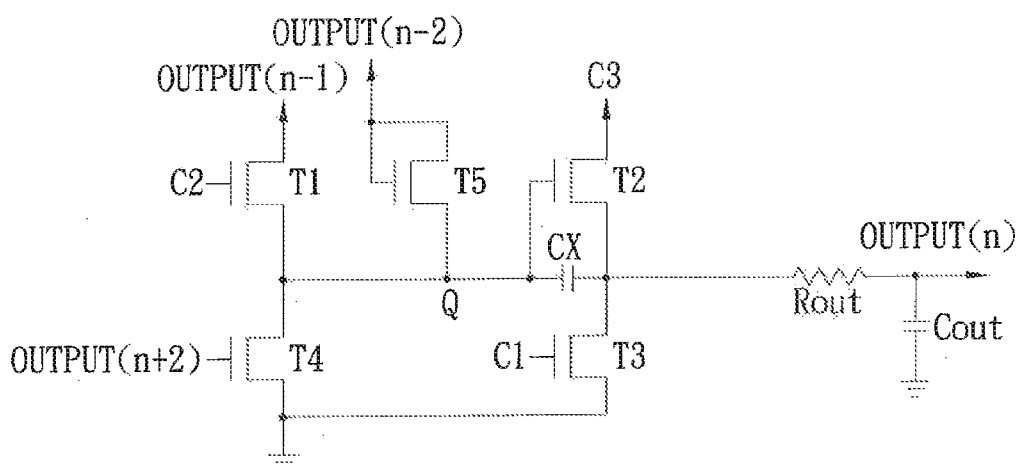 OUTPUT(n-2)
OUTPUT(n-1)
C3
C2
T1
T5
T2
CX
OUTPUT(n)
Q
Rout
Cout
OUTPUT(n+2)
T4
C1
T3